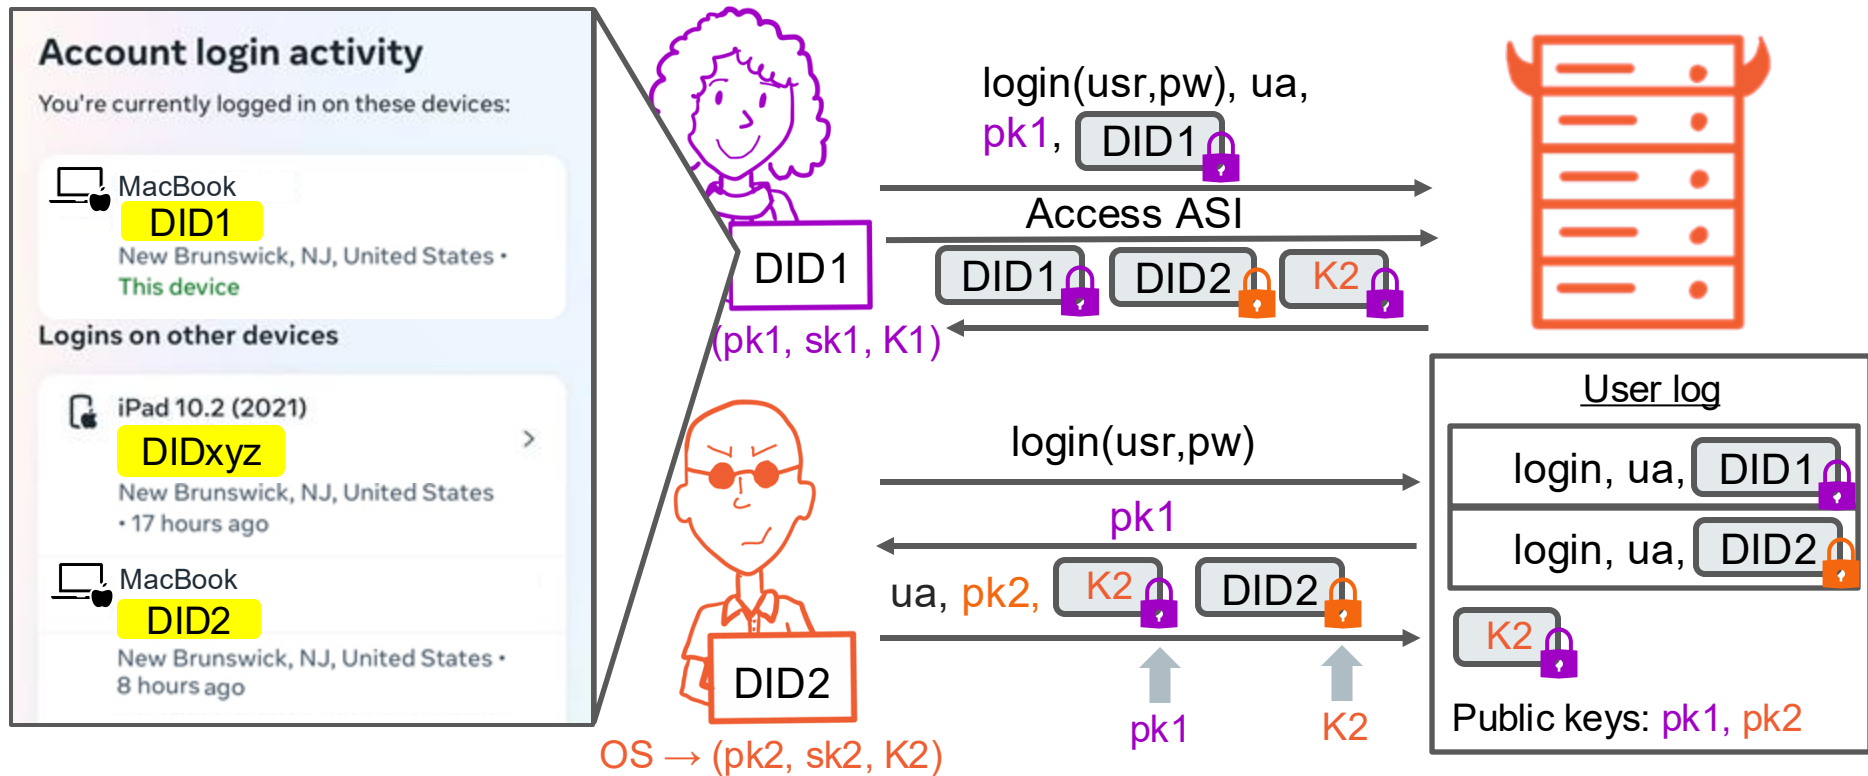 Account login activity
You're currently logged in on these devices:
MacBook
DID1
New Brunswick, NJ, United States •
This device
Logins on other devices
iPad 10.2 (2021)
DIDxyz
New Brunswick, NJ, United States
• 17 hours ago
MacBook
DID2
New Brunswick, NJ, United States •
8 hours ago
DID1
(pk1, sk1, K1)
login(usr,pw), ua,
pk1, DID1
Access ASI
DID1 DID2 K2
DID2
OS → (pk2, sk2, K2)
login(usr,pw)
pk1
ua, pk2, K2 DID2
pk1 K2
User log
login, ua, DID1
login, ua, DID2
K2
Public keys: pk1, pk2